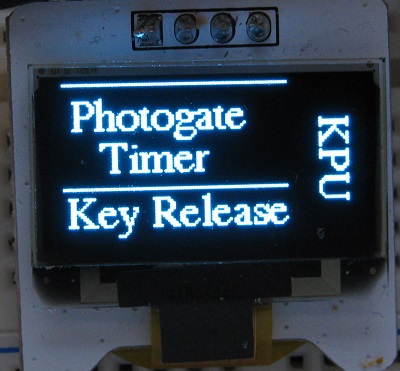 Photogate
Timer
Key Release
KPU